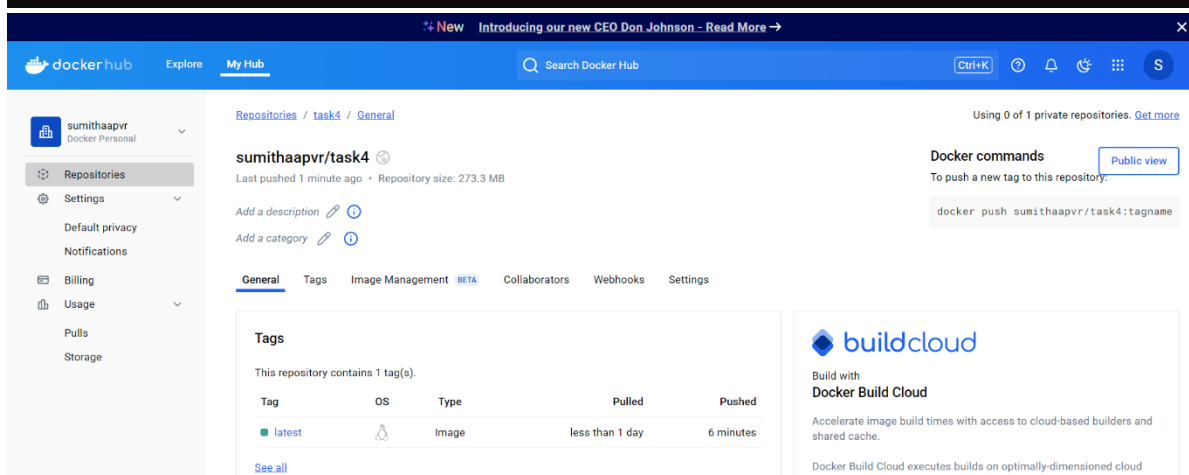 New Introducing our new CEO Don Johnson - Read More →
dockerhub Explore My Hub Search Docker Hub Ctrl+K S
sumithaapvr
Docker Personal
Repositories
Settings
Default privacy
Notifications
Billing
Usage
Pulls
Storage
Repositories / task4 / General
Using 0 of 1 private repositories. Get more
sumithaapvr/task4
Last pushed 1 minute ago • Repository size: 273.3 MB
Add a description
Add a category
Docker commands
Public view
To push a new tag to this repository:
docker push sumithaapvr/task4:tagname
General Tags Image Management BETA Collaborators Webhooks Settings
Tags
This repository contains 1 tag(s).
Tag OS Type Pulled Pushed
latest Image less than 1 day 6 minutes
See all
buildcloud
Build with
Docker Build Cloud
Accelerate image build times with access to cloud-based builders and
shared cache.
Docker Build Cloud executes builds on optimally-dimensioned cloud